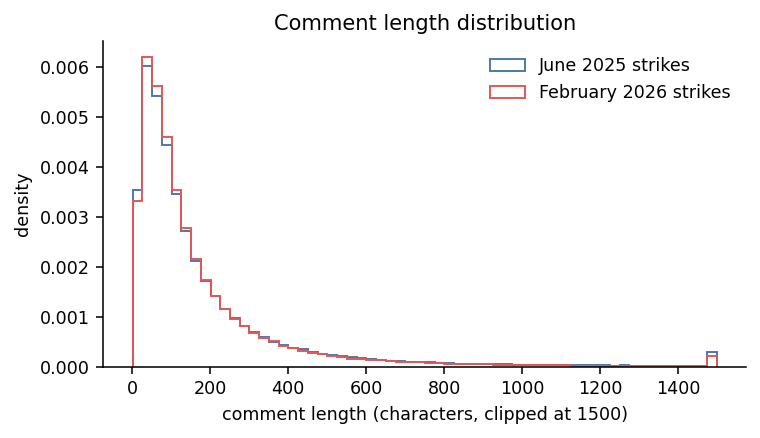 Comment length distribution
June 2025 strikes
February 2026 strikes
density
0.006
0.005
0.004
0.003
0.002
0.001
0.000
0 200 400 600 800 1000 1200 1400
comment length (characters, clipped at 1500)